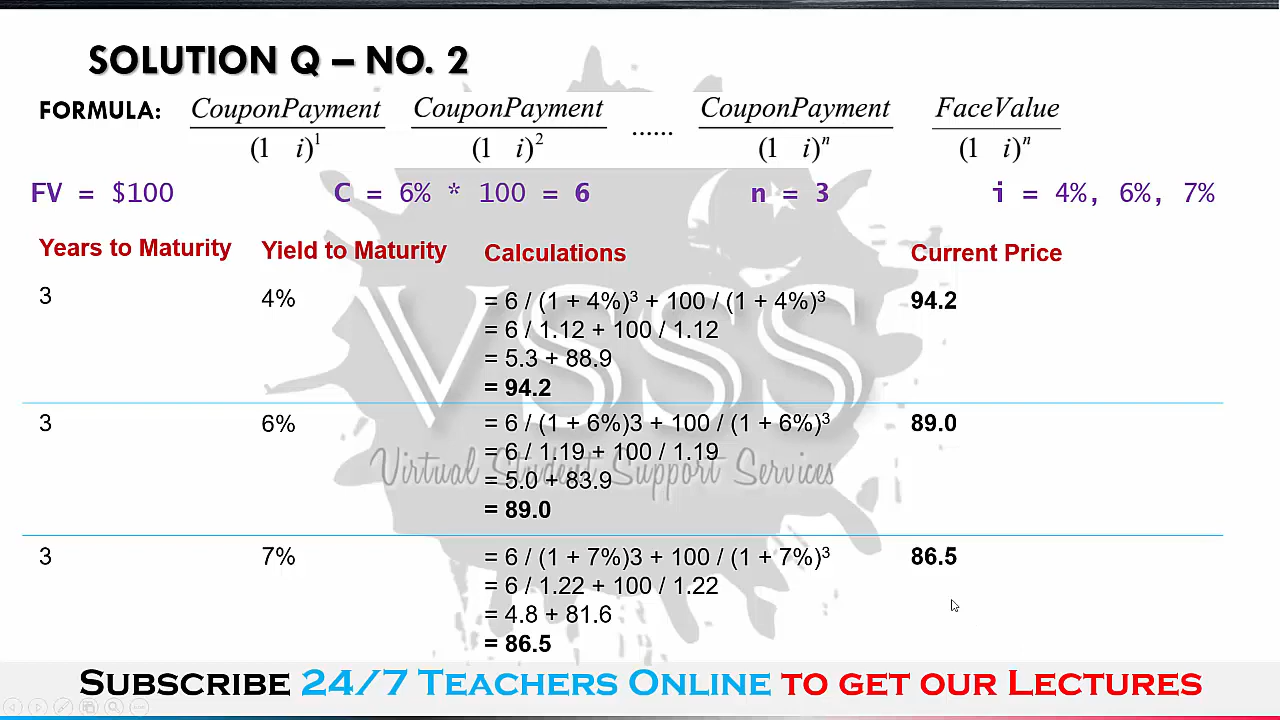 SOLUTION Q – NO. 2
FORMULA: CouponPayment/(1 i)¹ CouponPayment/(1 i)² ...... CouponPayment/(1 i)ⁿ FaceValue/(1 i)ⁿ
FV = $100 C = 6% * 100 = 6 n = 3 i = 4%, 6%, 7%
Years to Maturity Yield to Maturity Calculations Current Price
3 4% = 6 / (1 + 4%)³ + 100 / (1 + 4%)³ 94.2
= 6 / 1.12 + 100 / 1.12
= 5.3 + 88.9
= 94.2
3 6% = 6 / (1 + 6%)3 + 100 / (1 + 6%)³ 89.0
= 6 / 1.19 + 100 / 1.19
= 5.0 + 83.9
= 89.0
3 7% = 6 / (1 + 7%)3 + 100 / (1 + 7%)³ 86.5
= 6 / 1.22 + 100 / 1.22
= 4.8 + 81.6
= 86.5
VSSS
Virtual Student Support Services
SUBSCRIBE 24/7 TEACHERS ONLINE TO GET OUR LECTURES